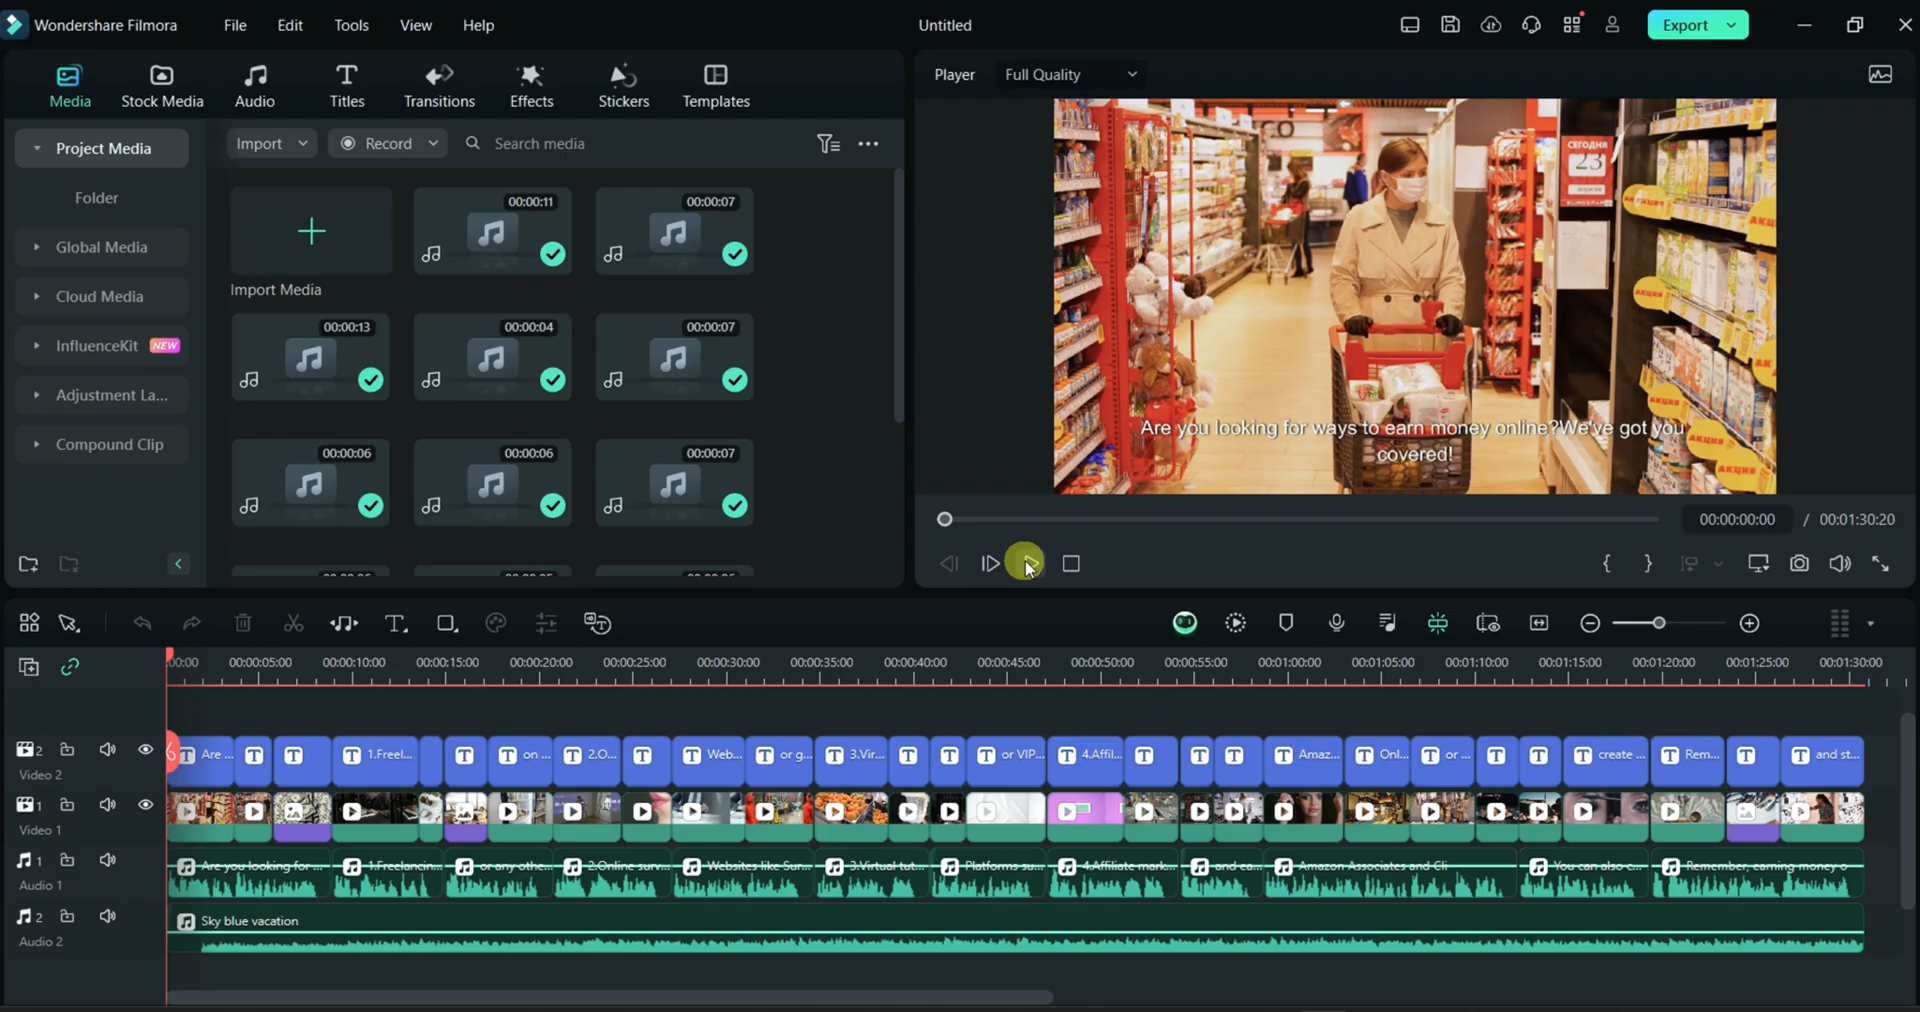 Wondershare Filmora
File
Edit
Tools
View
Help
Untitled
Export
Media
Stock Media
Audio
Titles
Transitions
Effects
Stickers
Templates
Player
Full Quality
Project Media
Folder
Global Media
Cloud Media
InfluenceKit NEW
Adjustment La...
Compound Clip
Import
Record
Search media
00:00:11
00:00:07
Import Media
00:00:13
00:00:04
00:00:07
00:00:06
00:00:06
00:00:07
СЕГОДНЯ
23
АКЦИЯ
АКЦИЯ
АКЦИЯ
АКЦИЯ
Are you looking for ways to earn money online?We've got you
covered!
00:00:00:00 / 00:01:30:20
:00:00 00:00:05:00 00:00:10:00 00:00:15:00 00:00:20:00 00:00:25:00 00:00:30:00 00:00:35:00 00:00:40:00 00:00:45:00 00:00:50:00 00:00:55:00 00:01:00:00 00:01:05:00 00:01:10:00 00:01:15:00 00:01:20:00 00:01:25:00 00:01:30:00
2
Video 2
T Are ... T T T 1.Freel... T T on ... T 2.O... T T Web... T or g... T 3.Vir... T T T or VIP... T 4.Affil... T T T T Amaz... T Onl... T or ... T T T create ... T Rem... T T and st...
1
Video 1
1
Audio 1
Are you looking for ... 1.Freelancin... or any othe... 2.Online surv... Websites like Sur... 3.Virtual tut... Platforms su... 4.Affiliate mark... and ea... Amazon Associates and Cli You can also c... Remember, earning money o
2
Audio 2
Sky blue vacation